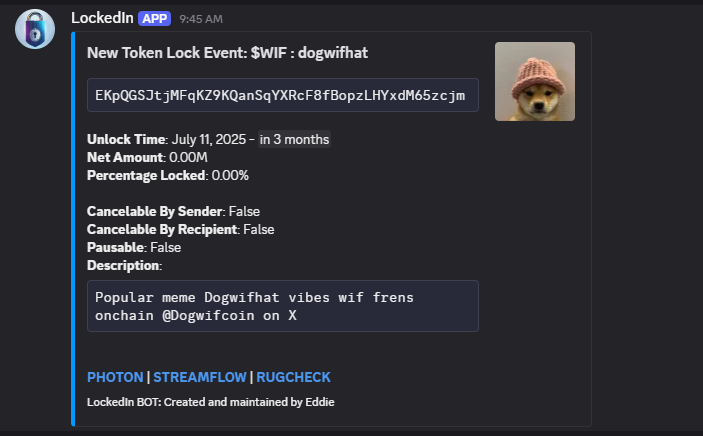 LockedIn APP 9:45 AM
New Token Lock Event: $WIF : dogwifhat
EKpQGSJtjMFqKZ9KQanSqYXRcF8fBopzLHYxdM65zcjm
Unlock Time: July 11, 2025 - in 3 months
Net Amount: 0.00M
Percentage Locked: 0.00%
Cancelable By Sender: False
Cancelable By Recipient: False
Pausable: False
Description:
Popular meme Dogwifhat vibes wif frens
onchain @Dogwifcoin on X
PHOTON | STREAMFLOW | RUGCHECK
LockedIn BOT: Created and maintained by Eddie